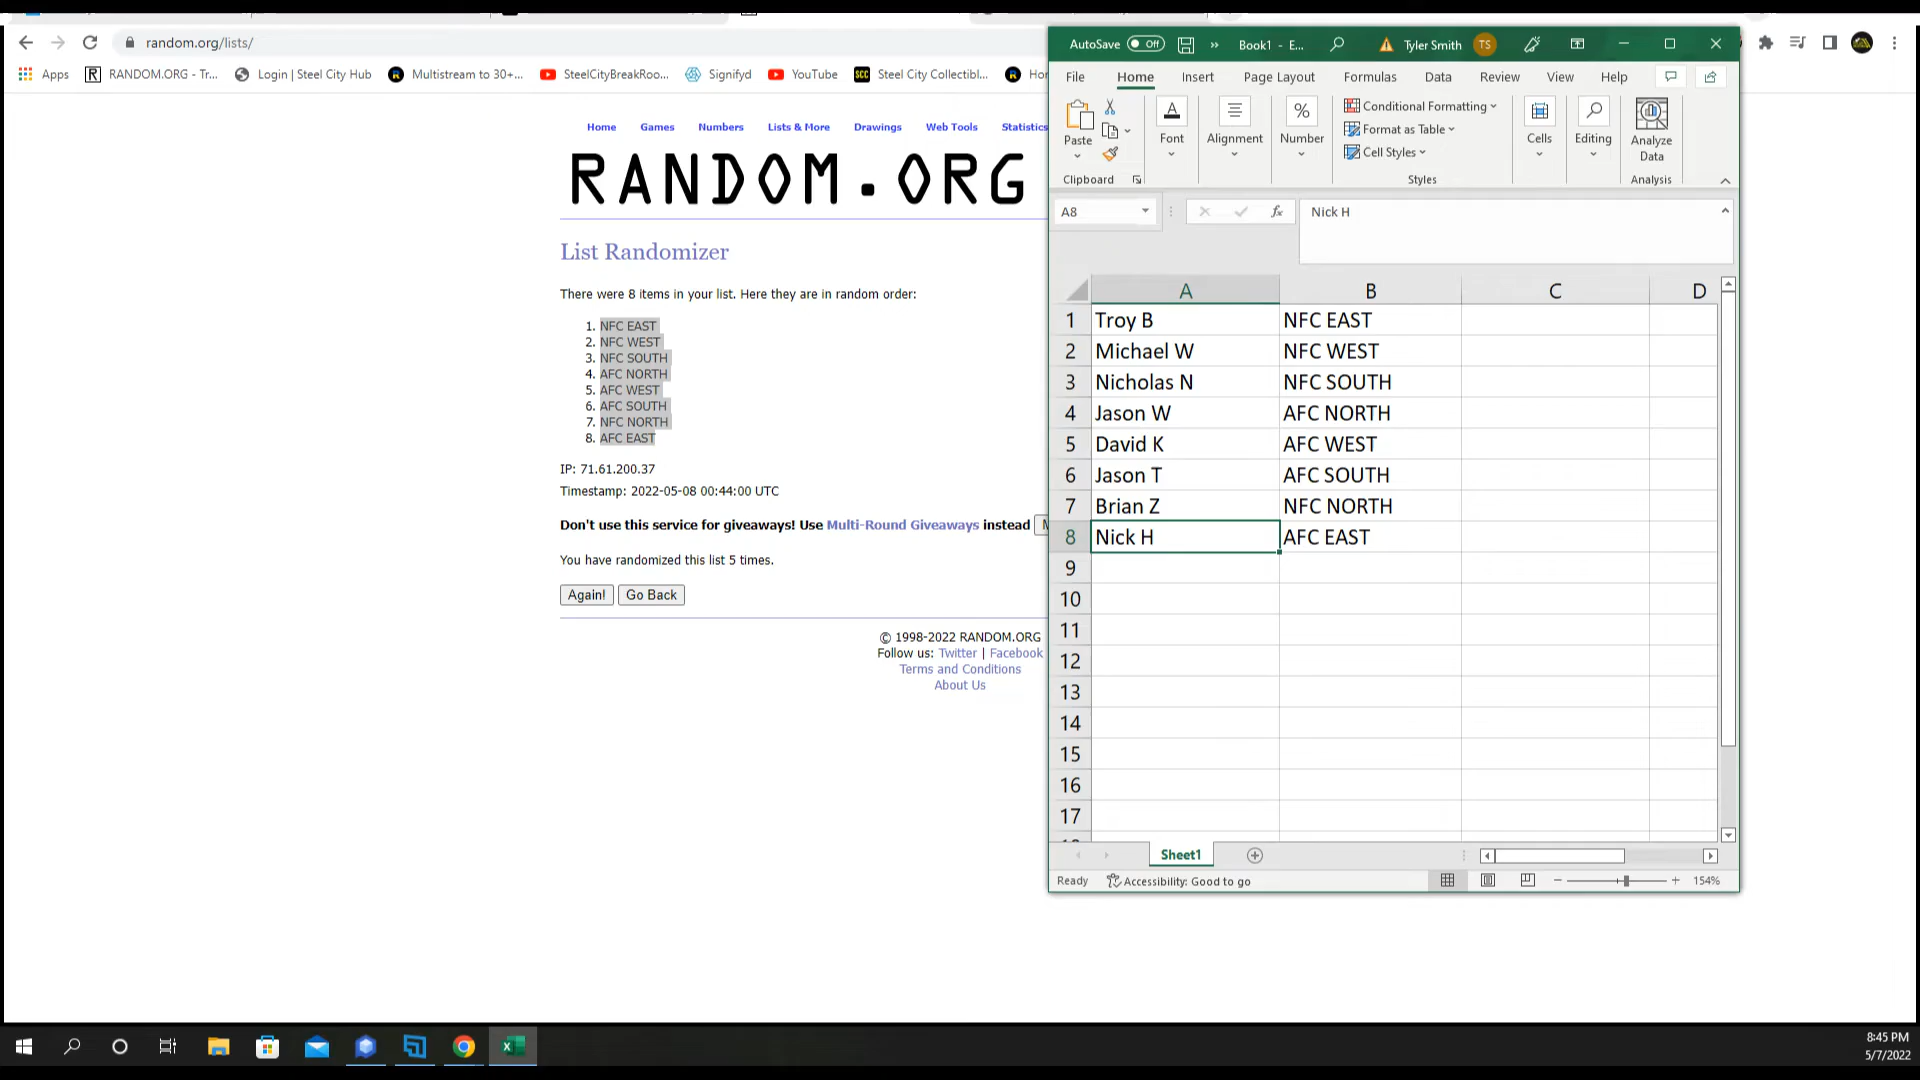 random.org/lists/
Apps RANDOM.ORG - Tr... Login | Steel City Hub Multistream to 30+... SteelCityBreakRoo... Signifyd YouTube Steel City Collectibl... Hor
Home Games Numbers Lists & More Drawings Web Tools Statistics
RANDOM.ORG
List Randomizer
There were 8 items in your list. Here they are in random order:
1. NFC EAST
2. NFC WEST
3. NFC SOUTH
4. AFC NORTH
5. AFC WEST
6. AFC SOUTH
7. NFC NORTH
8. AFC EAST
IP: 71.61.200.37
Timestamp: 2022-05-08 00:44:00 UTC
Don't use this service for giveaways! Use Multi-Round Giveaways instead
You have randomized this list 5 times.
Again! Go Back
© 1998-2022 RANDOM.ORG
Follow us: Twitter | Facebook
Terms and Conditions
About Us
AutoSave Off Book1 - E... Tyler Smith TS
File Home Insert Page Layout Formulas Data Review View Help
Paste Font Alignment Number Conditional Formatting Format as Table Cell Styles Cells Editing Analyze Data
Clipboard Styles Analysis
A8 fx Nick H
A B C D
1 Troy B NFC EAST
2 Michael W NFC WEST
3 Nicholas N NFC SOUTH
4 Jason W AFC NORTH
5 David K AFC WEST
6 Jason T AFC SOUTH
7 Brian Z NFC NORTH
8 Nick H AFC EAST
9
10
11
12
13
14
15
16
17
Sheet1
Ready Accessibility: Good to go 154%
8:45 PM
5/7/2022